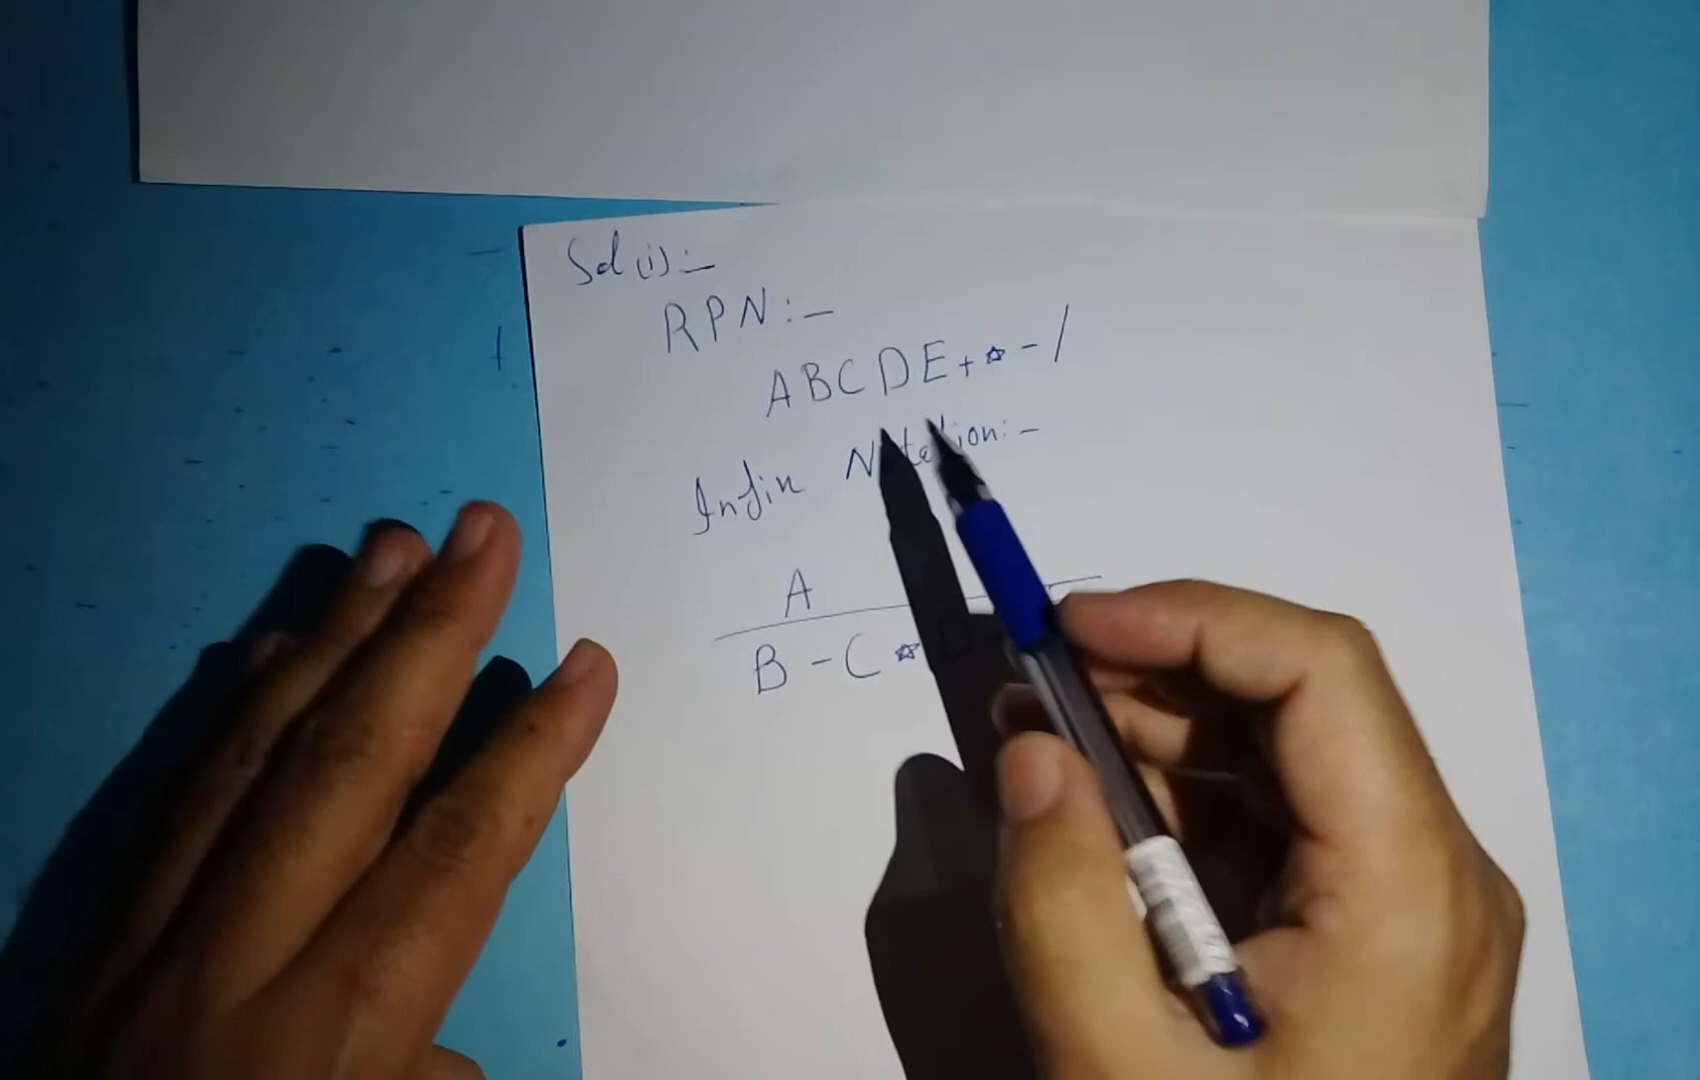 Sol (i):-
RPN:-
ABCDE+*-/
Infix Notation:-
A
B - C * D